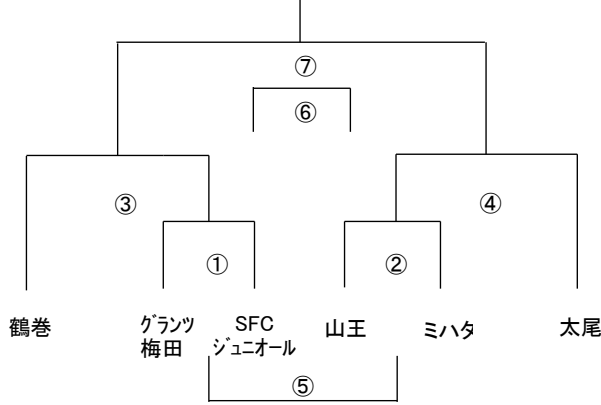 ⑦
⑥
③
④
①
②
鶴巻
グランツ
梅田
SFC
ジュニオール
山王
ミハタ
太尾
⑤